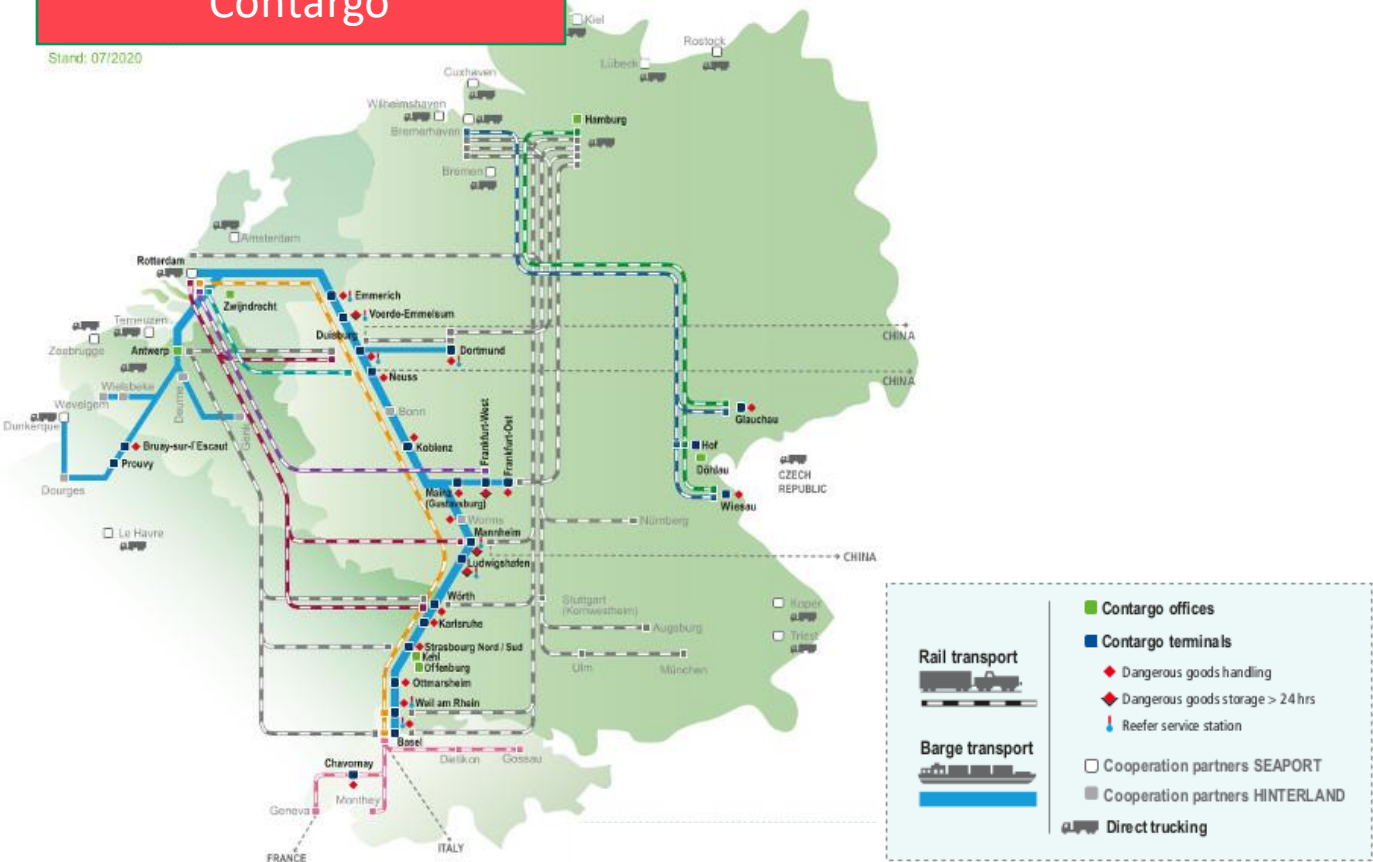 Contargo
Stand: 07/2020
Kiel
Rostock
Lübeck
Cuxhaven
Wilhelmshaven
Bremerhaven
Hamburg
Bremen
Amsterdam
Rotterdam
Zwijndrecht
Emmerich
Voerde-Emmelsum
Terneuzen
Duisburg
CHINA
Zeebrugge
Antwerp
Dortmund
Neuss
CHINA
Wielsbeke
Deurne
Wevelgem
Bonn
Glauchau
Dunkerque
Genk
Bruay-sur-l'Escaut
Koblenz
Frankfurt-West
Frankfurt-Ost
Hof
Prouvy
Döhlau
CZECH
REPUBLIC
Dourges
Mainz
(Gustavsburg)
Wiesau
Worms
Nürnberg
Le Havre
Mannheim
CHINA
Ludwigshafen
Wörth
Stuttgart
(Kornwestheim)
Koper
Karlsruhe
Augsburg
Triest
Strasbourg Nord / Süd
Kehl
Offenburg
Ulm
München
Ottmarsheim
Weil am Rhein
Basel
Dietikon
Gossau
Chavornay
Monthey
Geneva
ITALY
FRANCE
Rail transport
Barge transport
Contargo offices
Contargo terminals
Dangerous goods handling
Dangerous goods storage > 24 hrs
Reefer service station
Cooperation partners SEAPORT
Cooperation partners HINTERLAND
Direct trucking